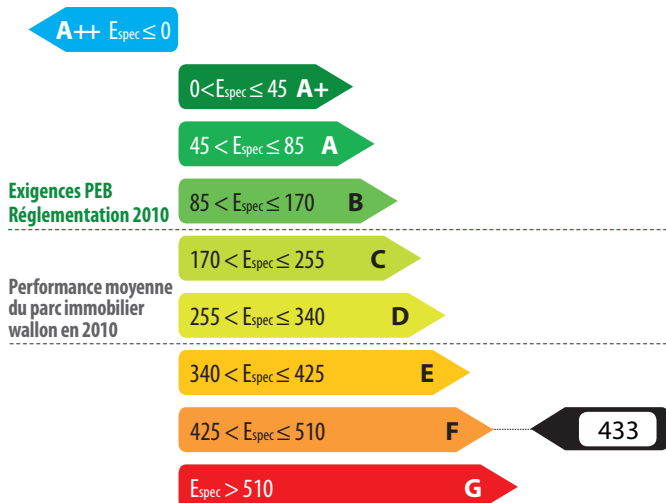 A++ Espec ≤ 0
0 < Espec ≤ 45 A+
45 < Espec ≤ 85 A
Exigences PEB
Réglementation 2010
85 < Espec ≤ 170 B
170 < Espec ≤ 255 C
Performance moyenne
du parc immobilier
wallon en 2010
255 < Espec ≤ 340 D
340 < Espec ≤ 425 E
425 < Espec ≤ 510 F 433
Espec > 510 G